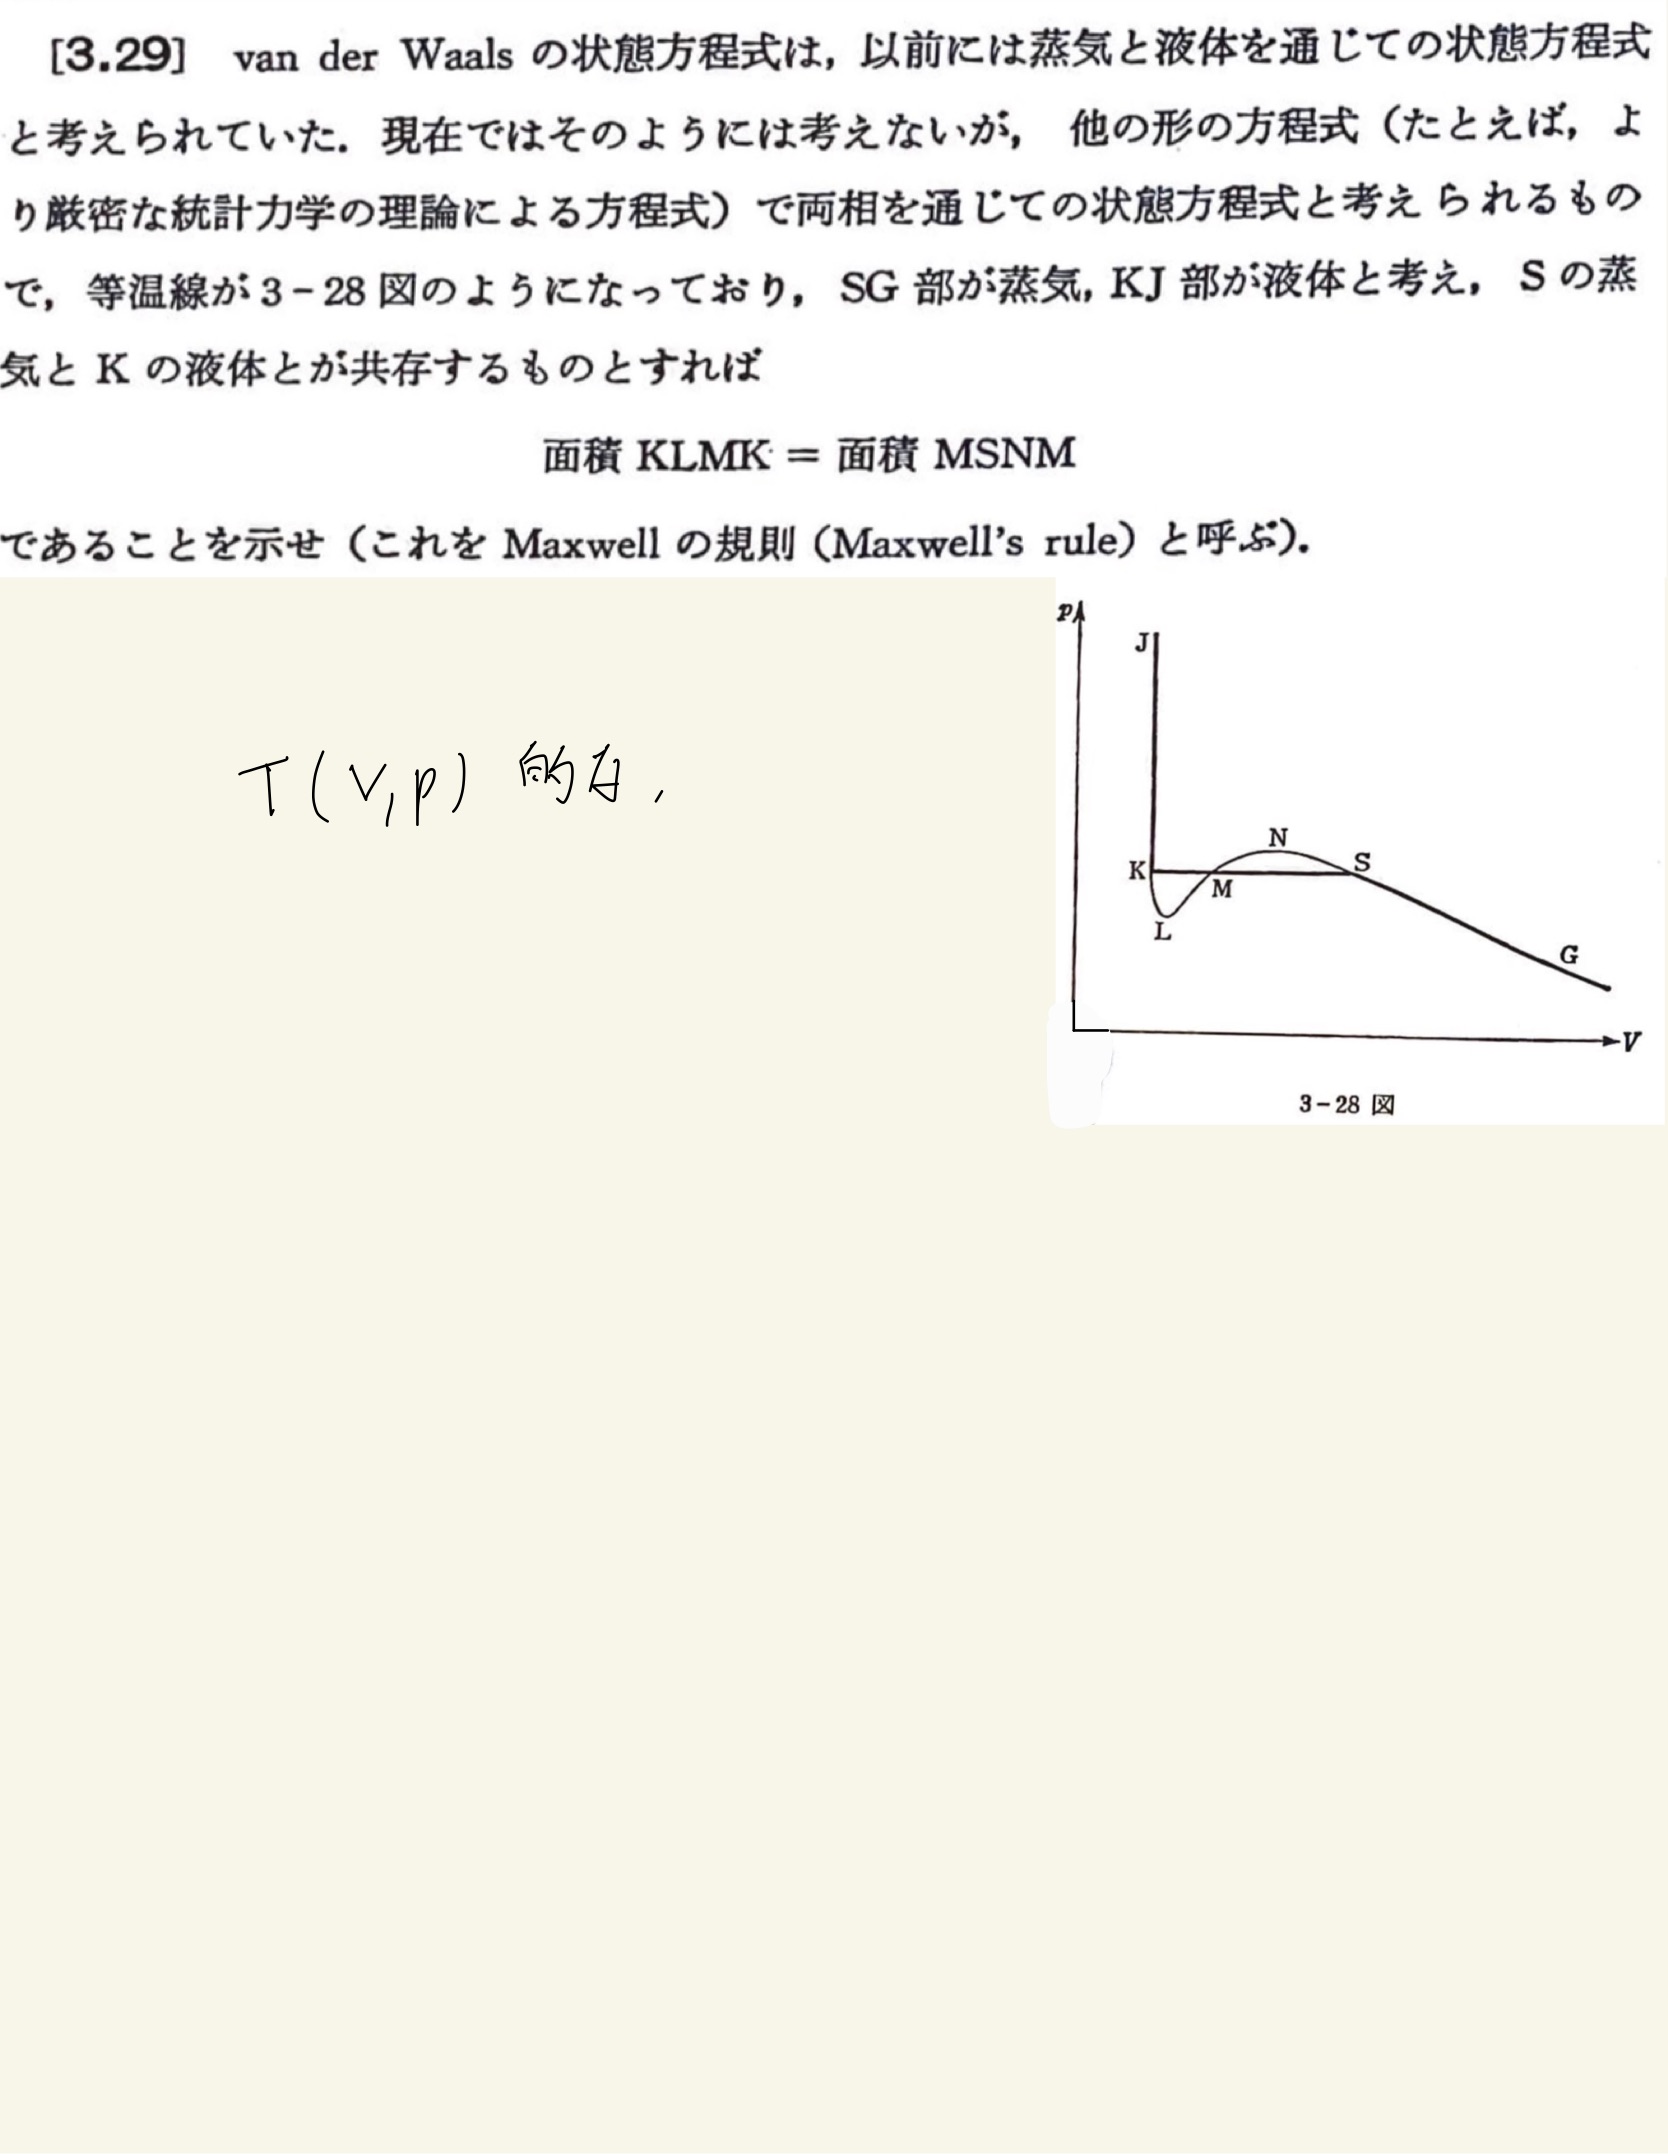 [3.29] van der Waals の状態方程式は，以前には蒸気と液体を通じての状態方程式
と考えられていた．現在ではそのようには考えないが， 他の形の方程式（たとえば，よ
り厳密な統計力学の理論による方程式）で両相を通じての状態方程式と考えられるもの
で，等温線が 3－28 図のようになっており， SG 部が蒸気，KJ 部が液体と考え， S の蒸
気と K の液体とが共存するものとすれば
面積 KLMK ＝ 面積 MSNM
であることを示せ（これを Maxwell の規則（Maxwell's rule）と呼ぶ）．
T(V,p) 的
p
J
N
K
S
M
L
G
V
3－28 図